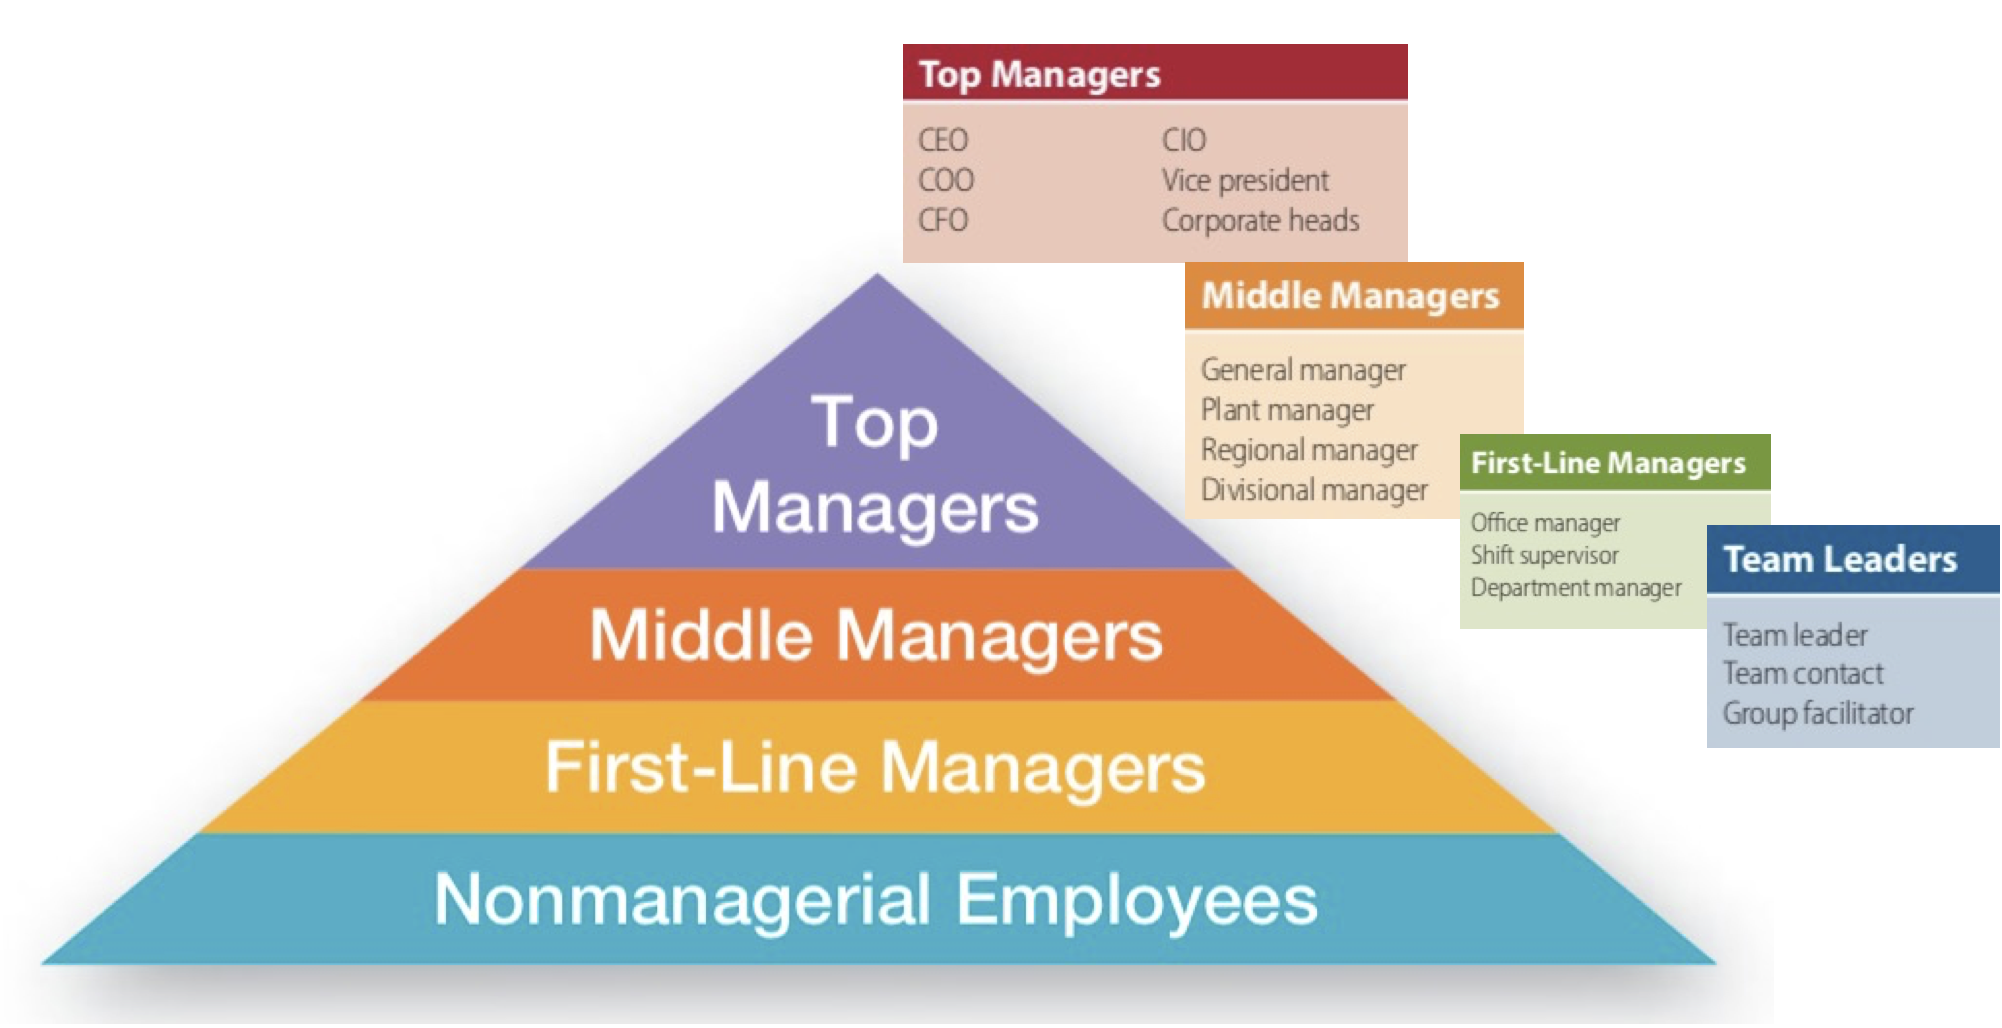 Top Managers
CEO
COO
CFO
CIO
Vice president
Corporate heads
Middle Managers
General manager
Plant manager
Regional manager
Divisional manager
First-Line Managers
Office manager
Shift supervisor
Department manager
Team Leaders
Team leader
Team contact
Group facilitator
Top
Managers
Middle Managers
First-Line Managers
Nonmanagerial Employees